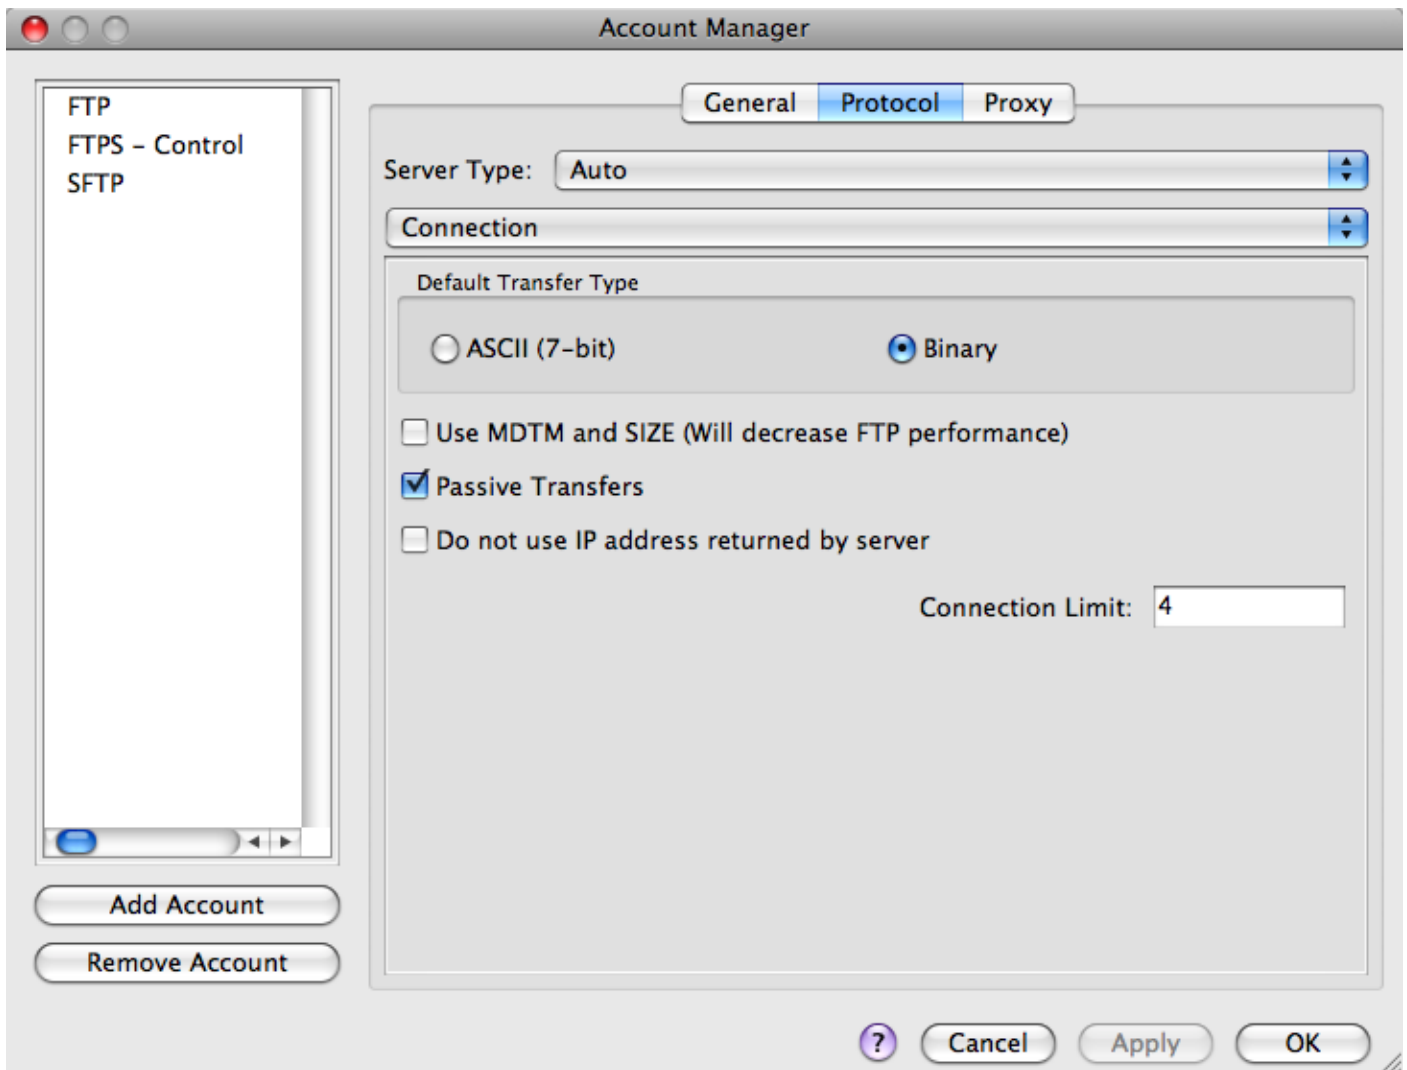 Account Manager
FTP
FTPS - Control
SFTP
Add Account
Remove Account
General Protocol Proxy
Server Type: Auto
Connection
Default Transfer Type
ASCII (7-bit) Binary
Use MDTM and SIZE (Will decrease FTP performance)
Passive Transfers
Do not use IP address returned by server
Connection Limit: 4
? Cancel Apply OK